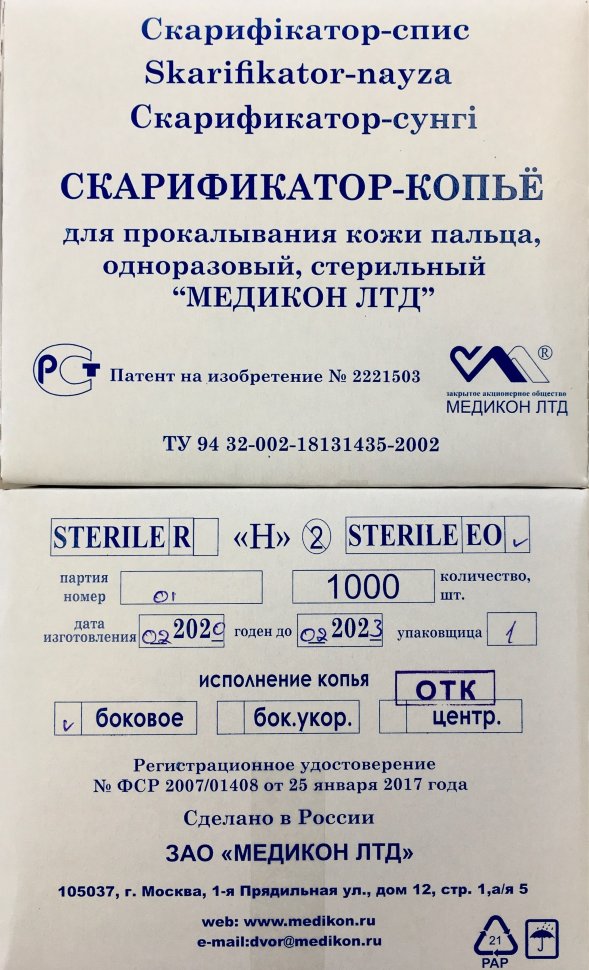 Скарифікатор-спис
Skarifikator-nayza
Скарификатор-сунгі
СКАРИФИКАТОР-КОПЬЁ
для прокалывания кожи пальца,
одноразовый, стерильный
“МЕДИКОН ЛТД”
РСТ
Патент на изобретение № 2221503
®
закрытое акционерное общество
МЕДИКОН ЛТД
ТУ 94 32-002-18131435-2002
STERILE R «Н» 2 STERILE EO ✓
партия номер 01 1000 количество, шт.
дата изготовления 02 2020 годен до 02 2023 упаковщица 1
исполнение копья ОТК
✓ боковое бок.укор. центр.
Регистрационное удостоверение
№ ФСР 2007/01408 от 25 января 2017 года
Сделано в России
ЗАО «МЕДИКОН ЛТД»
105037, г. Москва, 1-я Прядильная ул., дом 12, стр. 1,а/я 5
web: www.medikon.ru
e-mail:dvor@medikon.ru
21
PAP